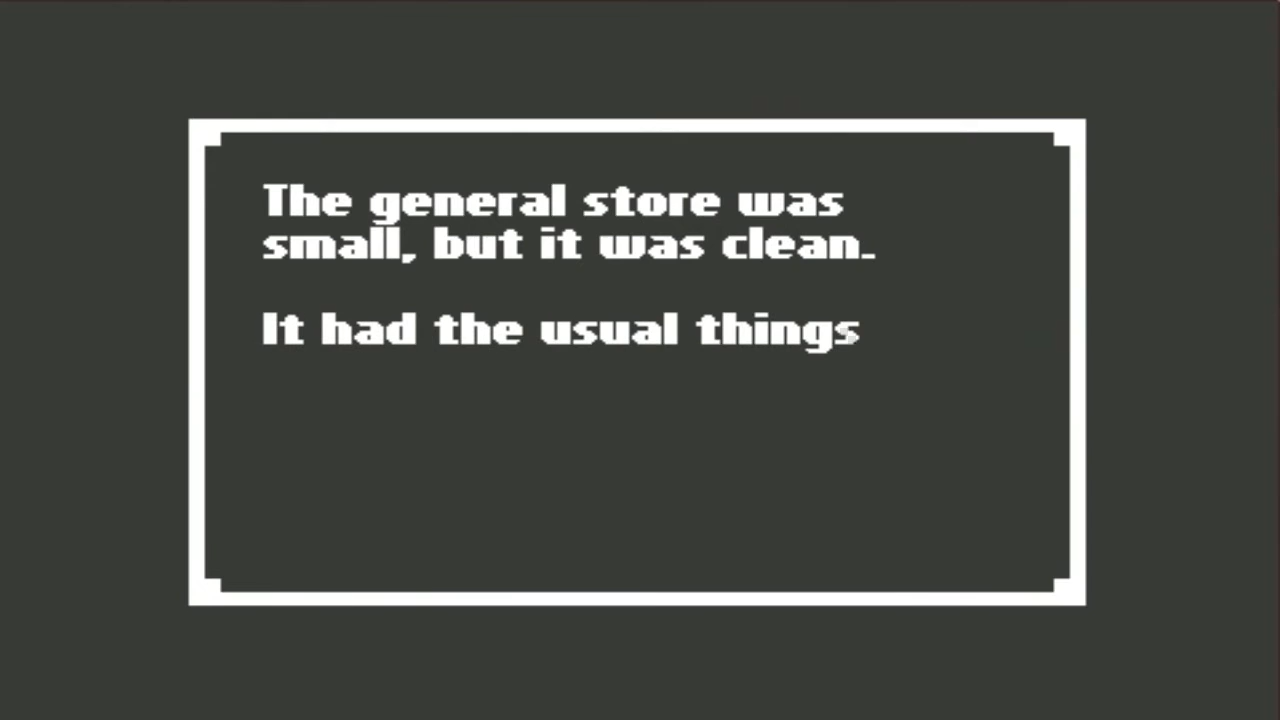 The general store was
small, but it was clean.
It had the usual things